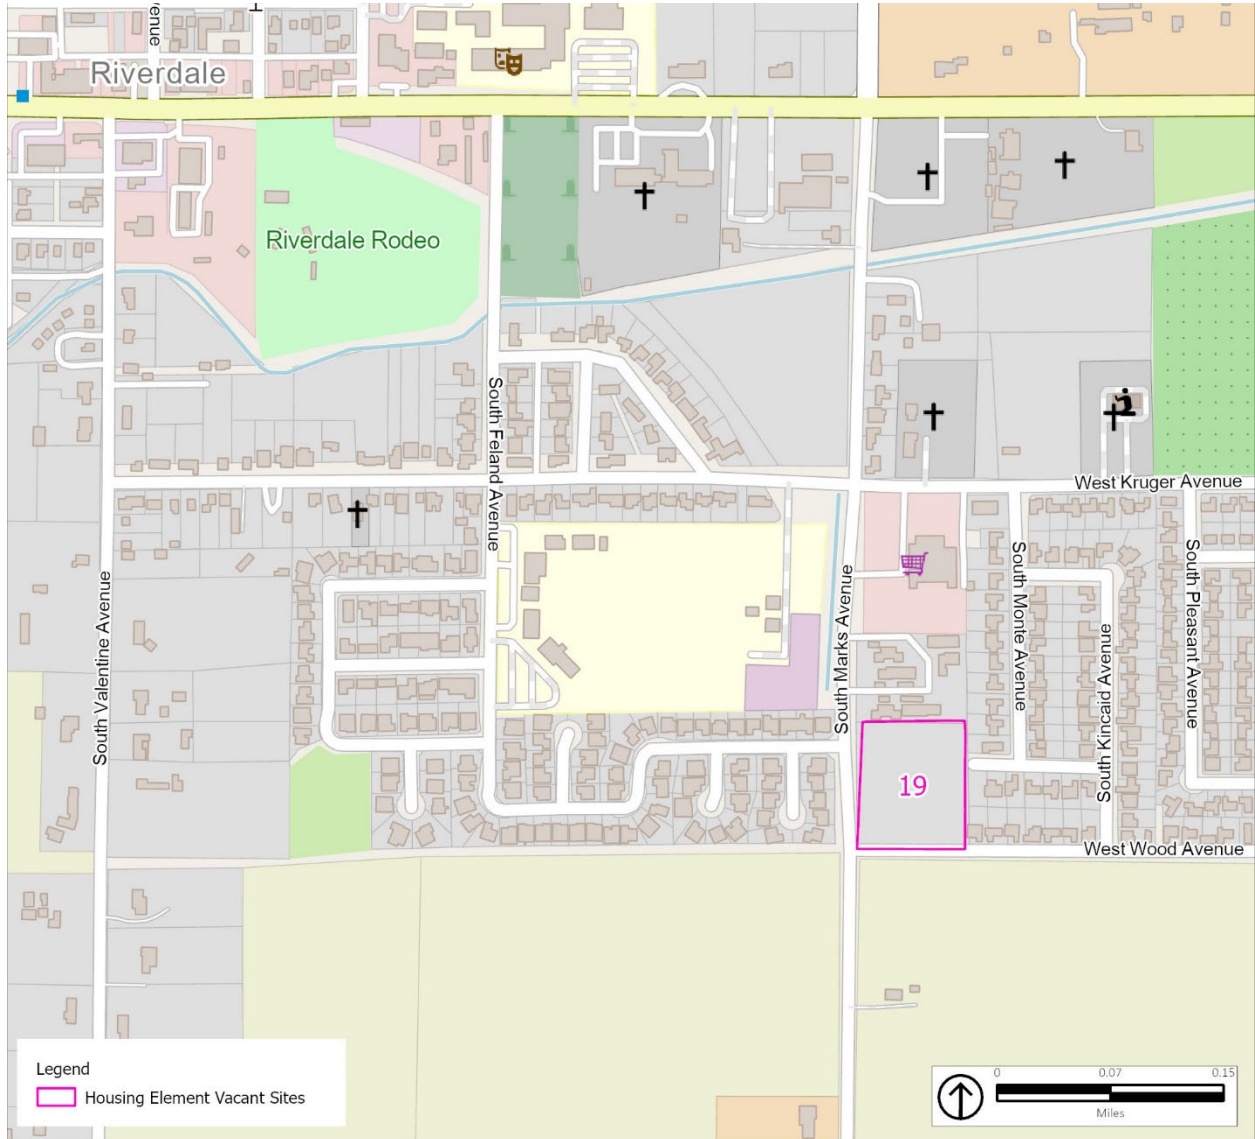 enue
Riverdale
Riverdale Rodeo
South Feland Avenue
West Kruger Avenue
South Valentine Avenue
South Marks Avenue
South Monte Avenue
South Kincaid Avenue
South Pleasant Avenue
19
West Wood Avenue
Legend
Housing Element Vacant Sites
0 0.07 0.15
Miles